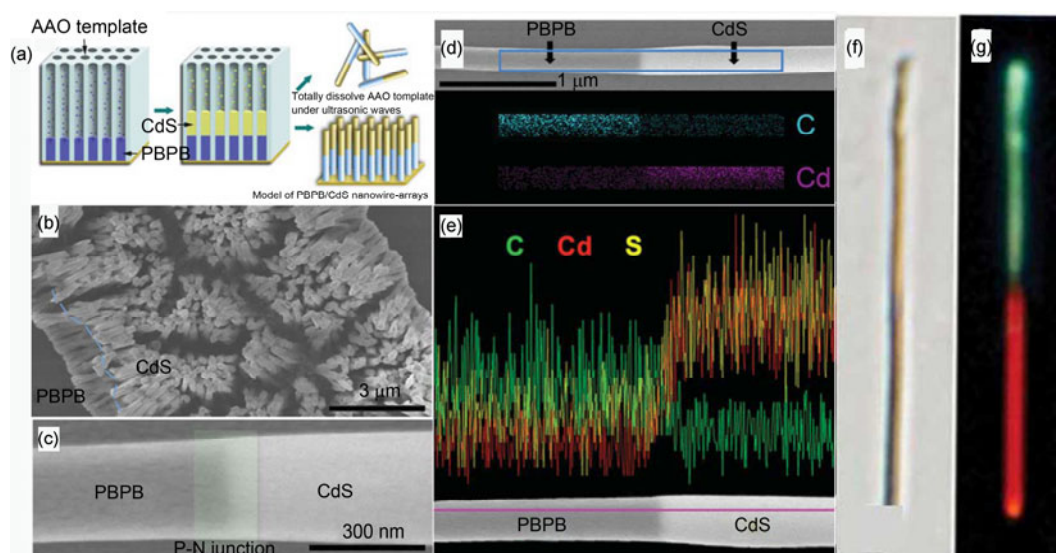 (a)
AAO template
CdS
PBPB
Totally dissolve AAO template
under ultrasonic waves
Model of PBPB/CdS nanowire-arrays
(b)
CdS
PBPB
3 μm
(c)
PBPB
CdS
P-N junction
300 nm
(d)
PBPB
CdS
1 μm
C
Cd
(e)
C Cd S
PBPB
CdS
(f)
(g)